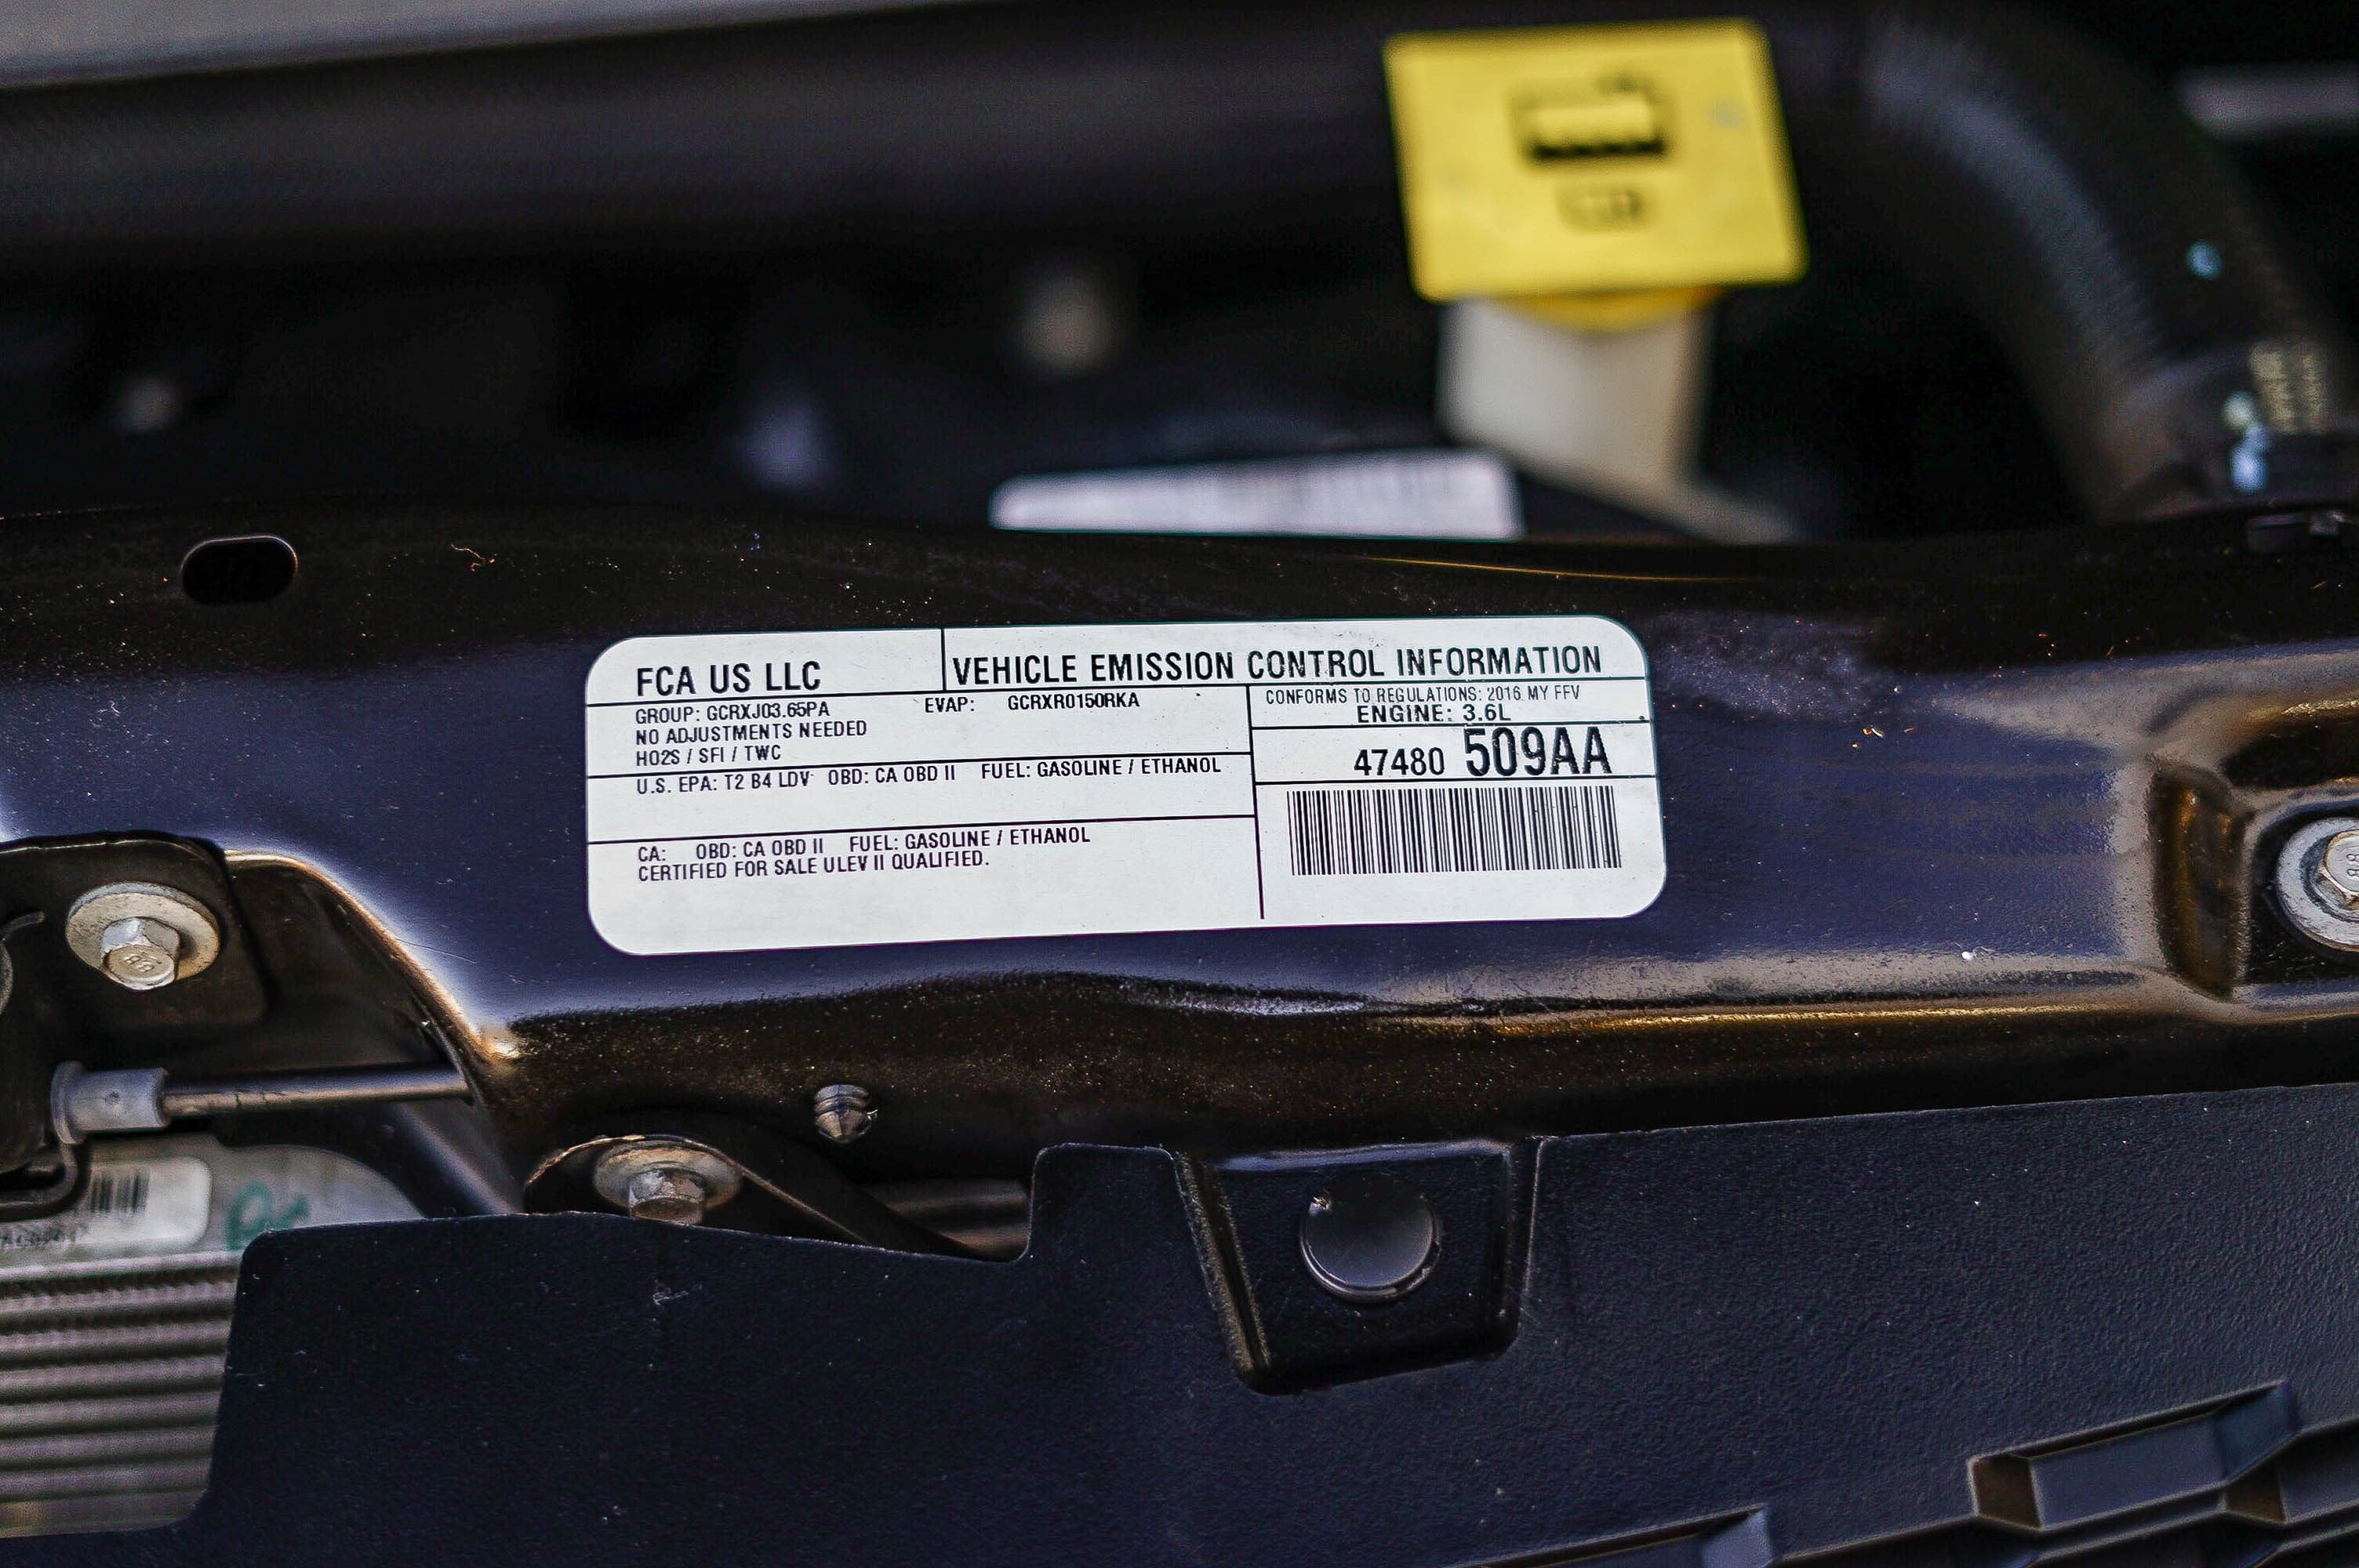 FCA US LLC
VEHICLE EMISSION CONTROL INFORMATION
GROUP: GCRXJ03.65PA EVAP: GCRXR0150RKA
NO ADJUSTMENTS NEEDED
HO2S / SFI / TWC
CONFORMS TO REGULATIONS: 2016 MY FFV
ENGINE: 3.6L
47480 509AA
U.S. EPA: T2 B4 LDV OBD: CA OBD II FUEL: GASOLINE / ETHANOL
CA: OBD: CA OBD II FUEL: GASOLINE / ETHANOL
CERTIFIED FOR SALE ULEV II QUALIFIED.